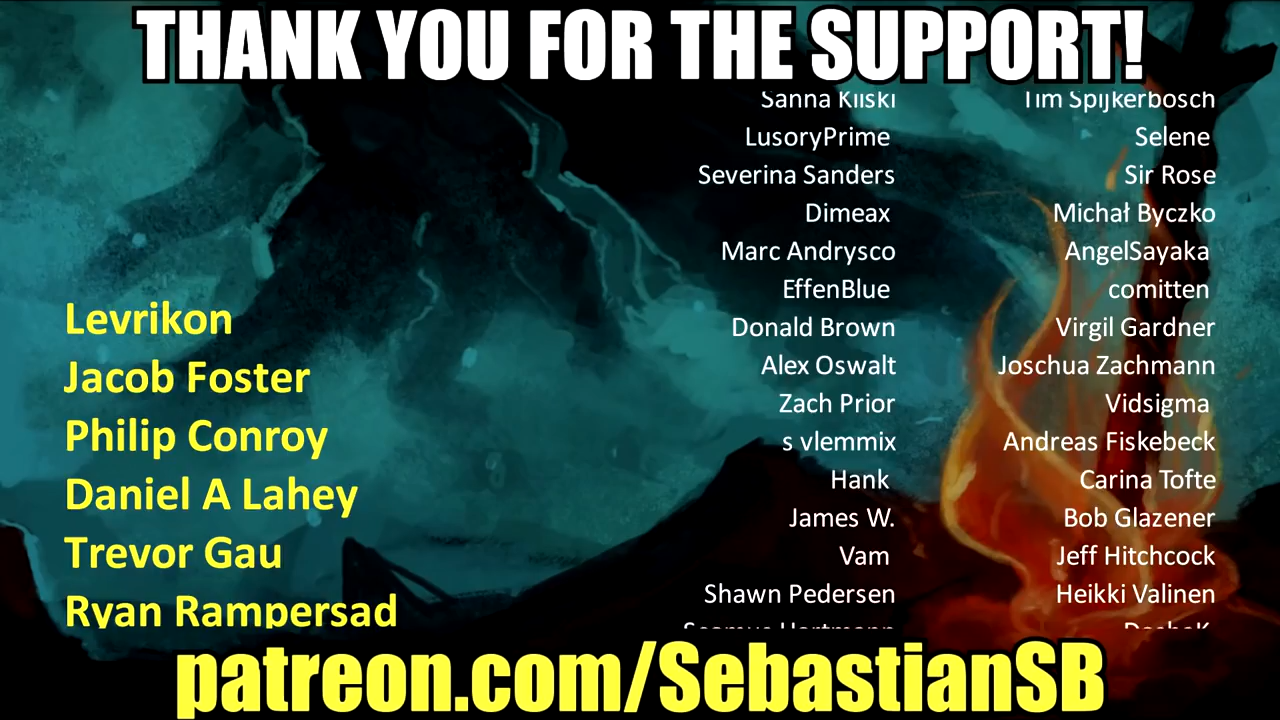 THANK YOU FOR THE SUPPORT!
Levrikon
Jacob Foster
Philip Conroy
Daniel A Lahey
Trevor Gau
Ryan Rampersad
Sanna Kiiski
LusoryPrime
Severina Sanders
Dimeax
Marc Andrysco
EffenBlue
Donald Brown
Alex Oswalt
Zach Prior
s vlemmix
Hank
James W.
Vam
Shawn Pedersen
Seamus Hartmann
Tim Spijkerbosch
Selene
Sir Rose
Michał Byczko
AngelSayaka
comitten
Virgil Gardner
Joschua Zachmann
Vidsigma
Andreas Fiskebeck
Carina Tofte
Bob Glazener
Jeff Hitchcock
Heikki Valinen
patreon.com/SebastianSB